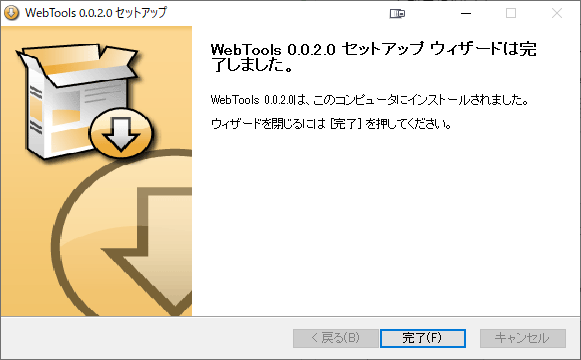 WebTools 0.0.2.0 セットアップ
WebTools 0.0.2.0 セットアップ ウィザードは完
了しました。
WebTools 0.0.2.0は、このコンピュータにインストールされました。
ウィザードを閉じるには [完了] を押してください。
< 戻る(B)
完了(F)
キャンセル